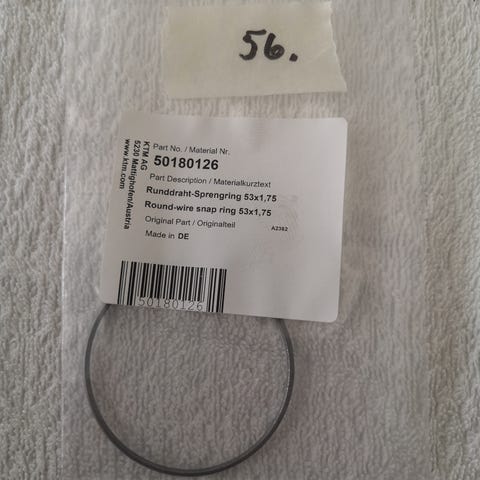 56.
KTM AG
5230 Mattighofen/Austria
www.ktm.com
Part No. / Material Nr.
50180126
Part Description / Materialkurztext
Runddraht-Sprengring 53x1,75
Round-wire snap ring 53x1,75
Original Part / Originalteil
A2382
Made in DE
50180126